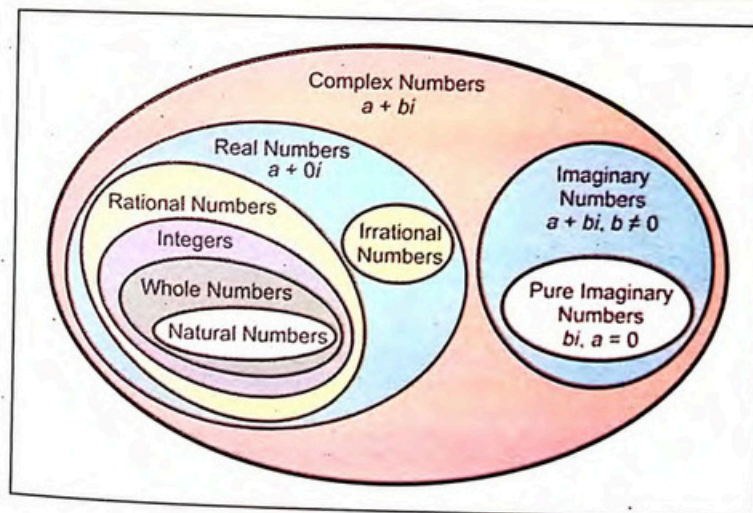 Complex Numbers
a + bi
Real Numbers
a + 0i
Rational Numbers
Integers
Whole Numbers
Natural Numbers
Irrational
Numbers
Imaginary
Numbers
a + bi, b ≠ 0
Pure Imaginary
Numbers
bi, a = 0